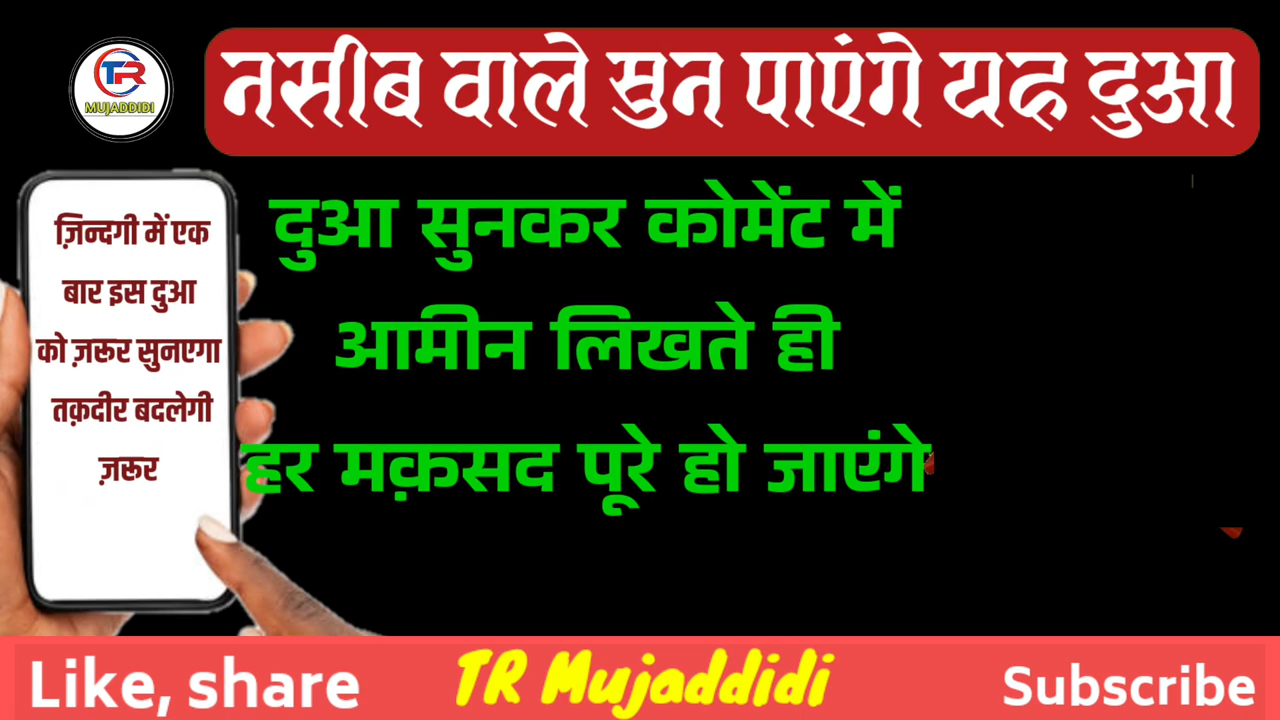 TR
MUJADDIDI
नसीब वाले सुन पाएंगे यह दुआ
ज़िन्दगी में एक
बार इस दुआ
को ज़रूर सुनएगा
तक़दीर बदलेगी
ज़रूर
दुआ सुनकर कोमेंट में
आमीन लिखते ही
हर मक़सद पूरे हो जाएंगे
Like, share
TR Mujaddidi
Subscribe